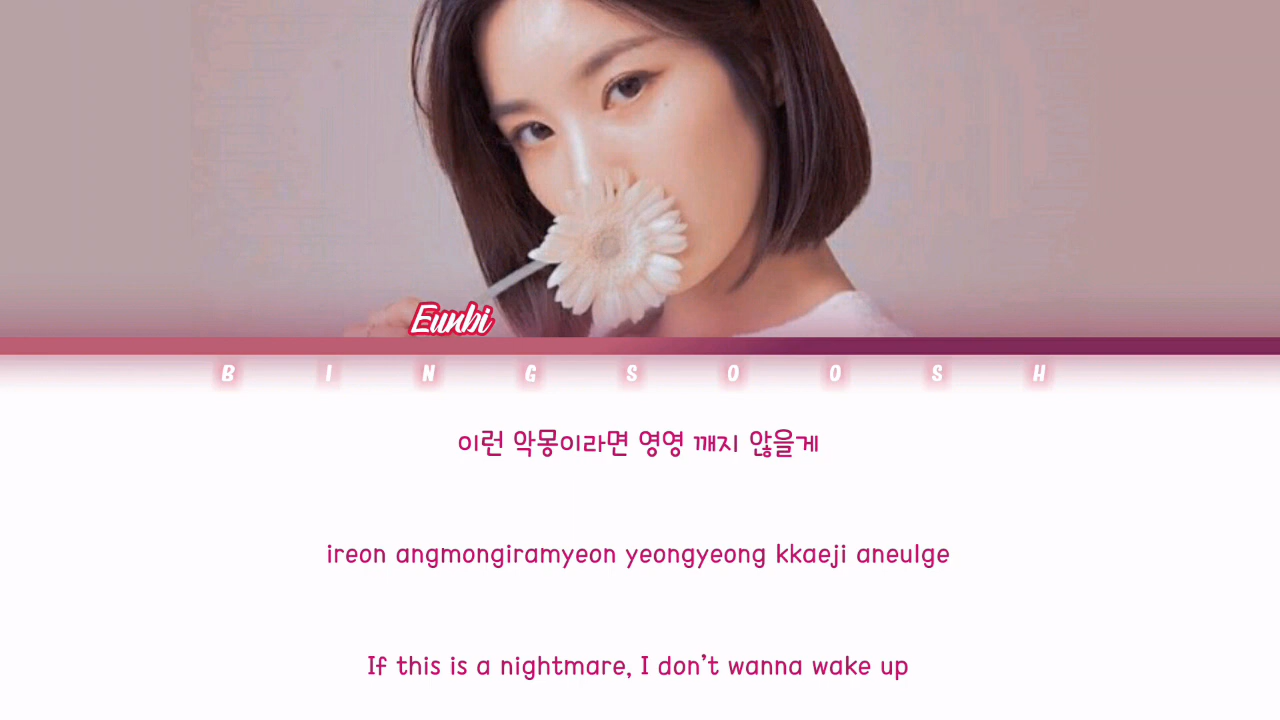 Eunbi
B I N G S O O S H
이런 악몽이라면 영영 깨지 않을게
ireon angmongiramyeon yeongyeong kkaeji aneulge
If this is a nightmare, I don’t wanna wake up